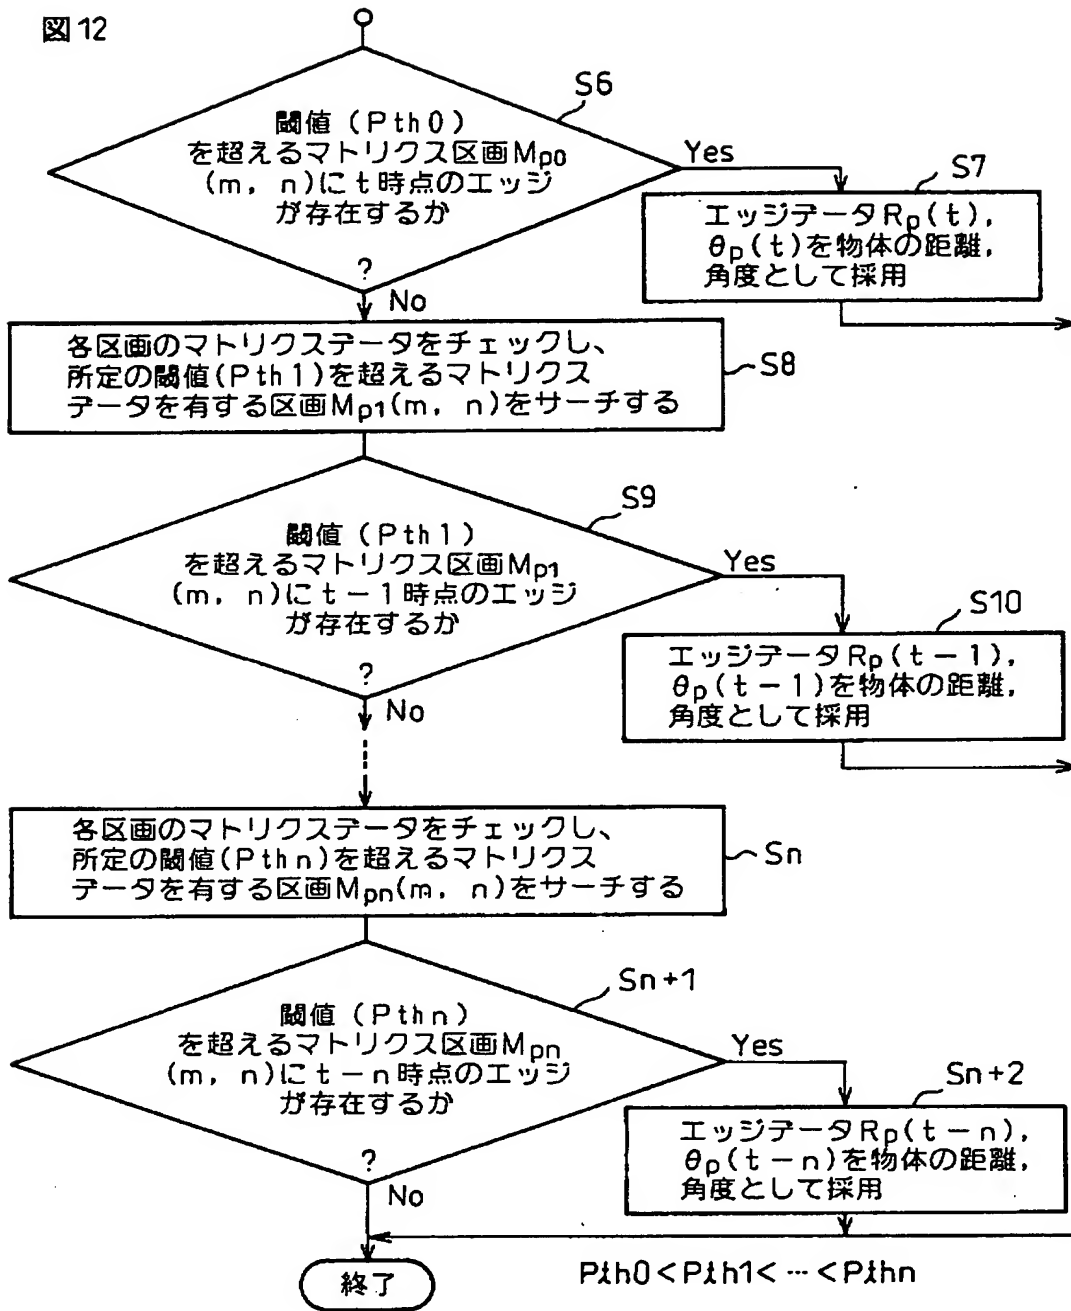 図12
S6
閾値（Pth0）
を超えるマトリクス区画Mp0
(m, n)にt時点のエッジ
が存在するか
?
Yes
No
S7
エッジデータRp(t),
θp(t)を物体の距離,
角度として採用
各区画のマトリクスデータをチェックし、
所定の閾値(Pth1)を超えるマトリクス
データを有する区画Mp1(m, n)をサーチする
S8
S9
閾値（Pth1）
を超えるマトリクス区画Mp1
(m, n)にt-1時点のエッジ
が存在するか
?
Yes
No
S10
エッジデータRp(t-1),
θp(t-1)を物体の距離,
角度として採用
各区画のマトリクスデータをチェックし、
所定の閾値(Pthn)を超えるマトリクス
データを有する区画Mpn(m, n)をサーチする
Sn
Sn+1
閾値（Pthn）
を超えるマトリクス区画Mpn
(m, n)にt-n時点のエッジ
が存在するか
?
Yes
No
Sn+2
エッジデータRp(t-n),
θp(t-n)を物体の距離,
角度として採用
終了
Pth0<Pth1<…<Pthn